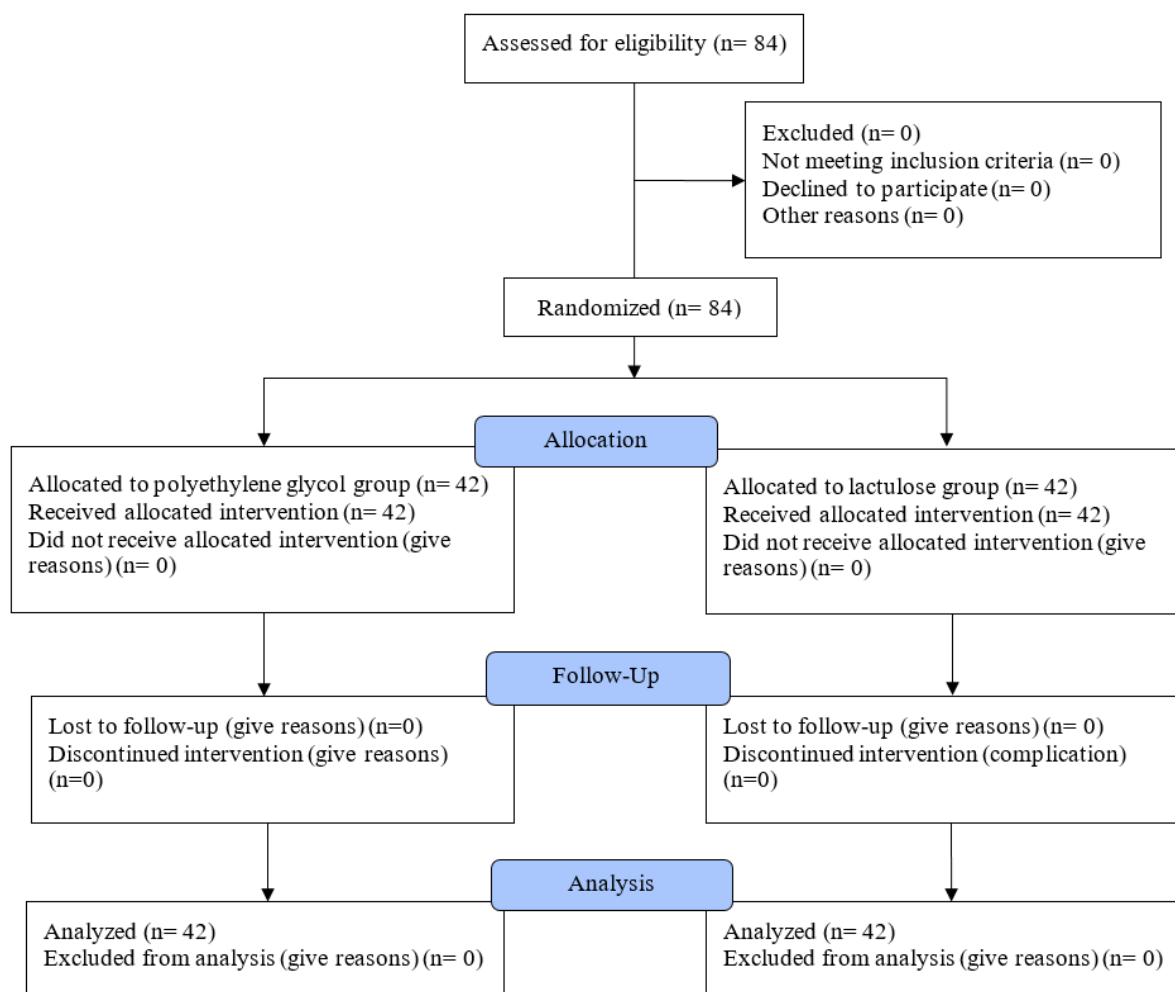 Assessed for eligibility (n= 84)
Excluded (n= 0)
Not meeting inclusion criteria (n= 0)
Declined to participate (n= 0)
Other reasons (n= 0)
Randomized (n= 84)
Allocation
Allocated to polyethylene glycol group (n= 42)
Received allocated intervention (n= 42)
Did not receive allocated intervention (give
reasons) (n= 0)
Allocated to lactulose group (n= 42)
Received allocated intervention (n= 42)
Did not receive allocated intervention (give
reasons) (n= 0)
Follow-Up
Lost to follow-up (give reasons) (n=0)
Discontinued intervention (give reasons)
(n=0)
Lost to follow-up (give reasons) (n= 0)
Discontinued intervention (complication)
(n=0)
Analysis
Analyzed (n= 42)
Excluded from analysis (give reasons) (n= 0)
Analyzed (n= 42)
Excluded from analysis (give reasons) (n= 0)